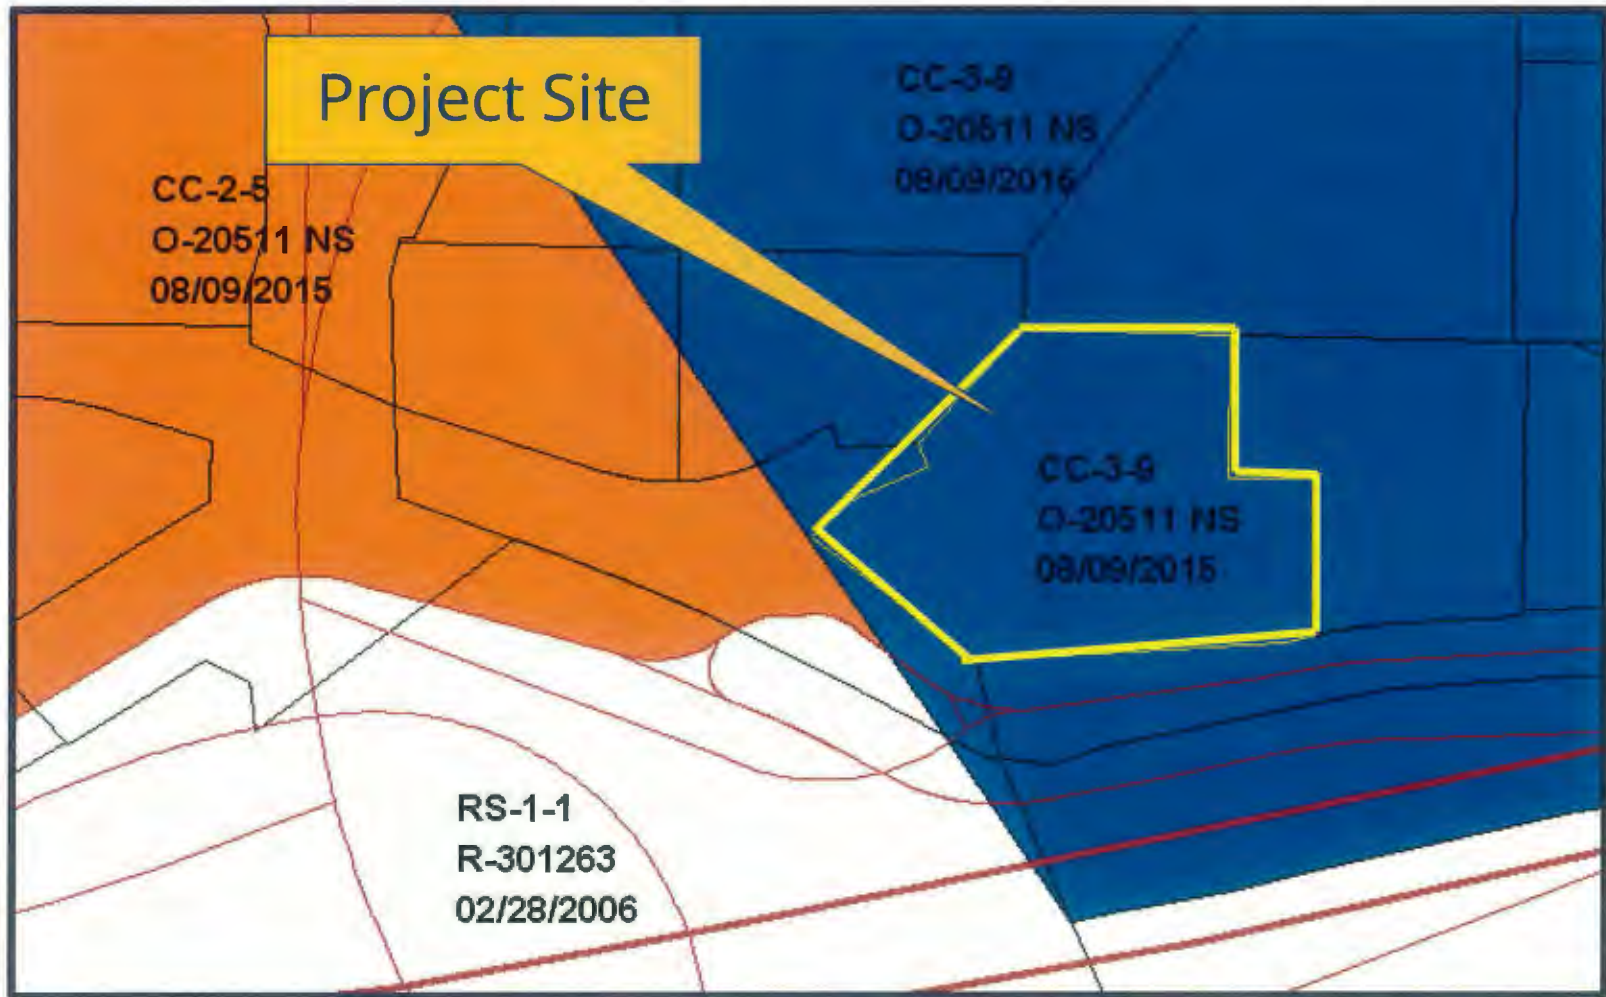 Project Site
CC-3-9
O-20511 NS
08/09/2015
CC-2-5
O-20511 NS
08/09/2015
CC-3-9
O-20511 NS
08/09/2015
RS-1-1
R-301263
02/28/2006